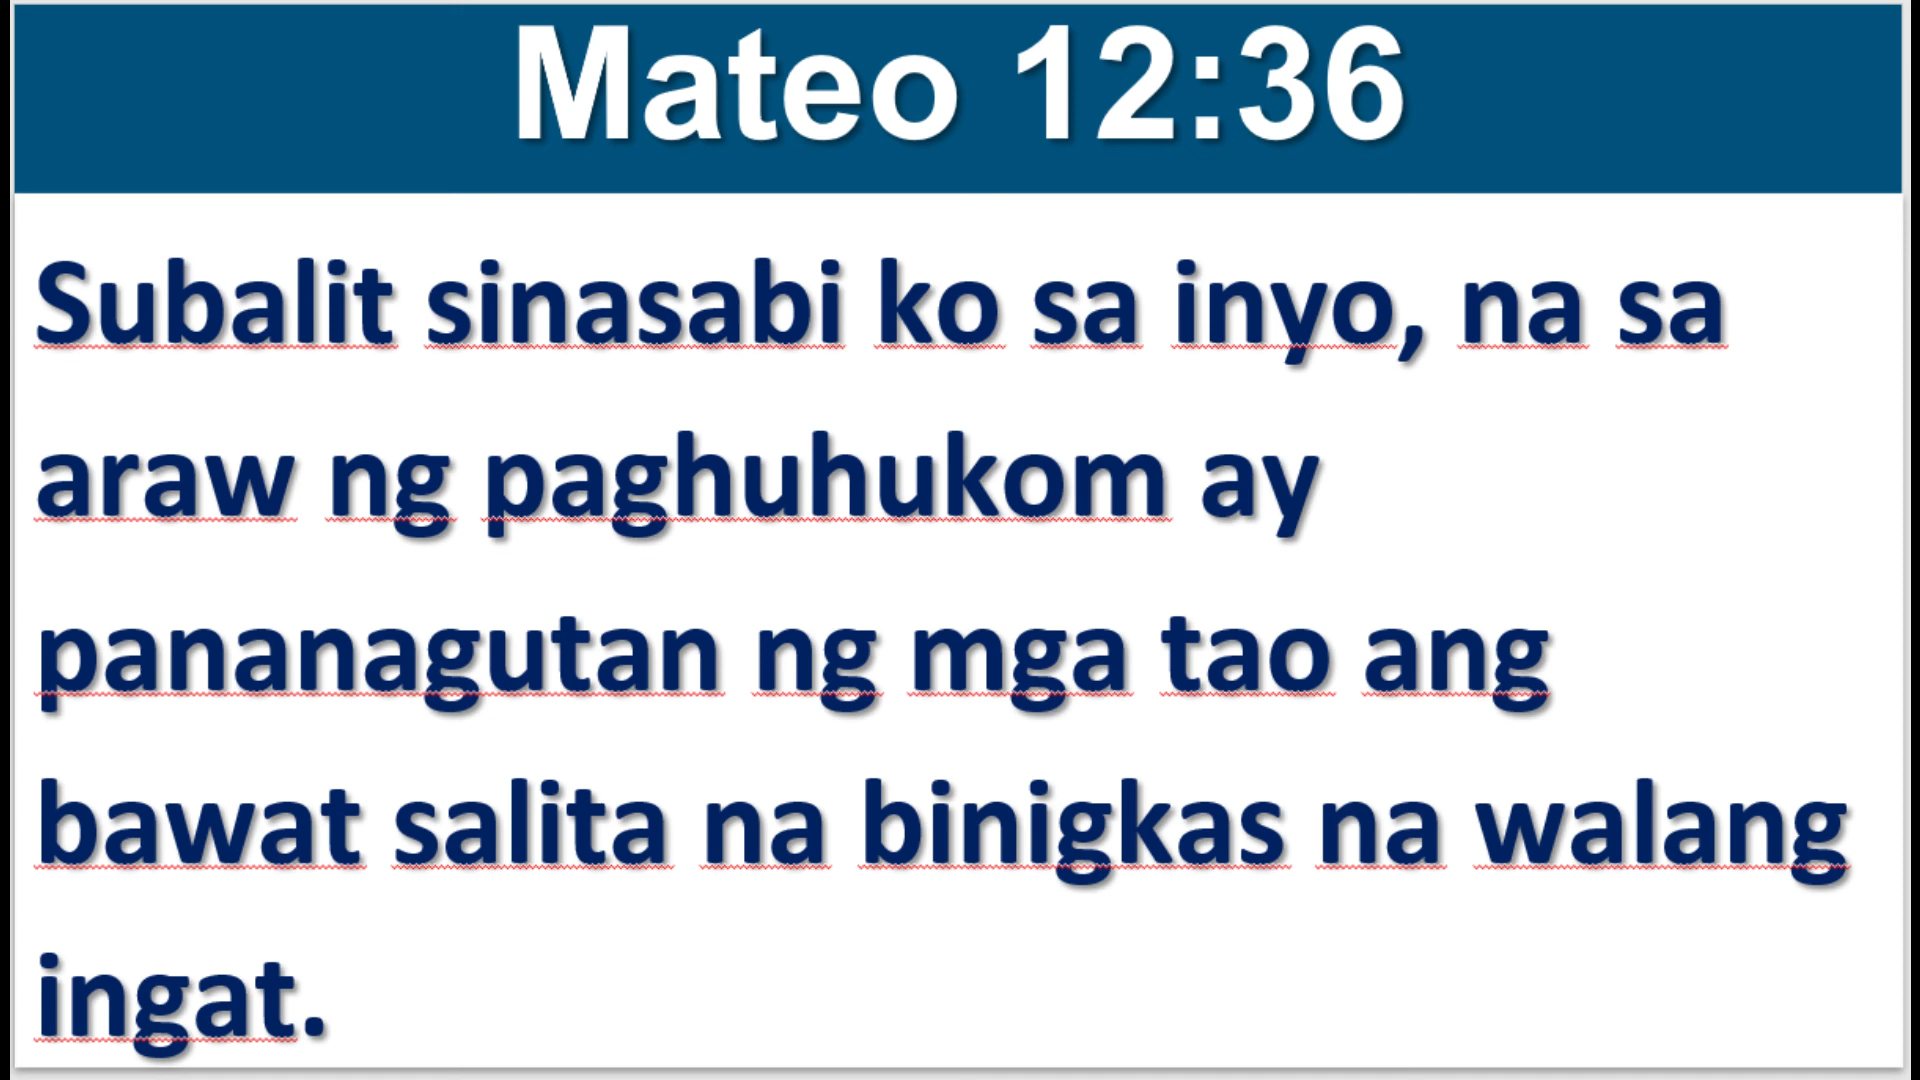 Mateo 12:36
Subalit sinasabi ko sa inyo, na sa
araw ng paghuhukom ay
pananagutan ng mga tao ang
bawat salita na binigkas na walang
ingat.